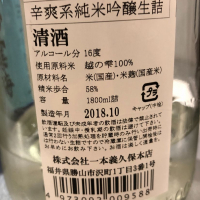 辛爽系純米吟醸生詰
清酒
アルコール分 16度
使用原料米 越の雫100%
原材料名 米(国産)・米麹(国産米)
精米歩合 58%
内容量 1800ml詰
製造年月 2018.10
株式会社一本義久保本店
福井県勝山市沢町1丁目3番1号
4 973002 009588